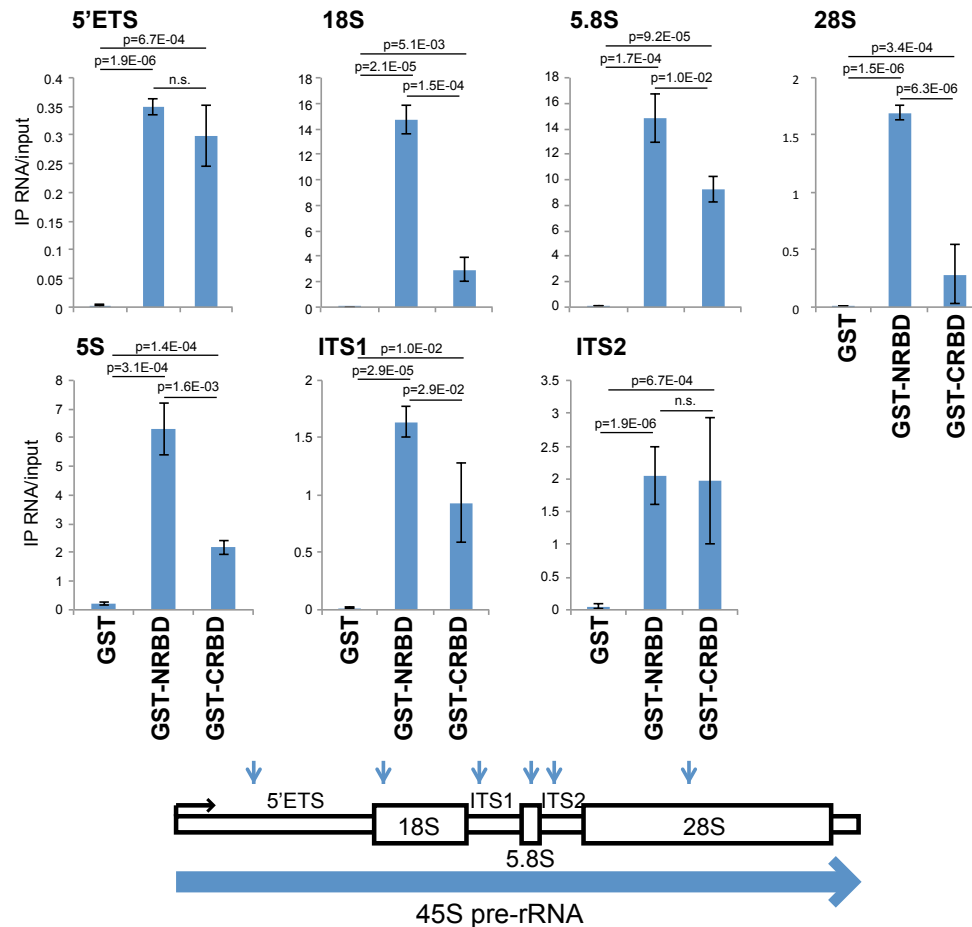 5’ETS
p=6.7E-04
p=1.9E-06
n.s.
IP RNA/input
0.4
0.35
0.3
0.25
0.2
0.15
0.1
0.05
0
18S
p=5.1E-03
p=2.1E-05
p=1.5E-04
18
16
14
12
10
8
6
4
2
0
5.8S
p=9.2E-05
p=1.7E-04
p=1.0E-02
18
16
14
12
10
8
6
4
2
0
28S
p=3.4E-04
p=1.5E-06
p=6.3E-06
2
1.5
1
0.5
0
GST
GST-NRBD
GST-CRBD
5S
p=1.4E-04
p=3.1E-04
p=1.6E-03
IP RNA/input
8
7
6
5
4
3
2
1
0
GST
GST-NRBD
GST-CRBD
ITS1
p=1.0E-02
p=2.9E-05
p=2.9E-02
2
1.5
1
0.5
0
GST
GST-NRBD
GST-CRBD
ITS2
p=6.7E-04
n.s.
p=1.9E-06
3.5
3
2.5
2
1.5
1
0.5
0
GST
GST-NRBD
GST-CRBD
5’ETS
18S
ITS1
5.8S
ITS2
28S
45S pre-rRNA